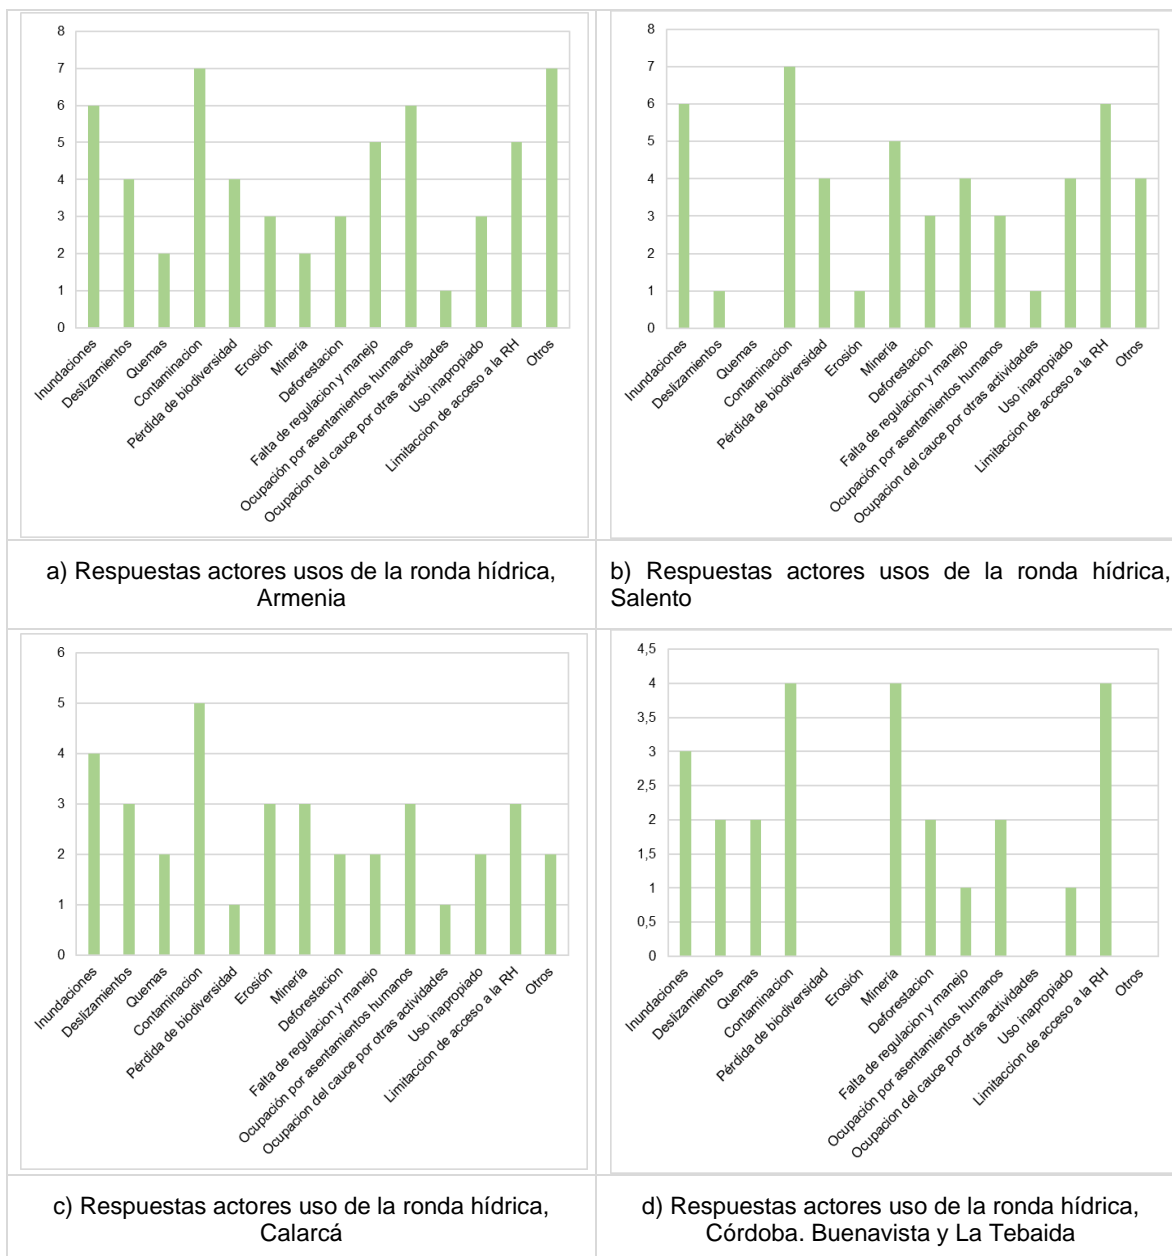 8
7
6
5
4
3
2
1
0
Inundaciones
Deslizamientos
Quemas
Contaminacion
Pérdida de biodiversidad
Erosión
Minería
Deforestacion
Falta de regulacion y manejo
Ocupación por asentamientos humanos
Ocupacion del cauce por otras actividades
Uso inapropiado
Limitaccion de acceso a la RH
Otros
a) Respuestas actores usos de la ronda hídrica,
Armenia
8
7
6
5
4
3
2
1
0
Inundaciones
Deslizamientos
Quemas
Contaminacion
Pérdida de biodiversidad
Erosión
Minería
Deforestacion
Falta de regulacion y manejo
Ocupación por asentamientos humanos
Ocupacion del cauce por otras actividades
Uso inapropiado
Limitaccion de acceso a la RH
Otros
b) Respuestas actores usos de la ronda hídrica,
Salento
6
5
4
3
2
1
0
Inundaciones
Deslizamientos
Quemas
Contaminacion
Pérdida de biodiversidad
Erosión
Minería
Deforestacion
Falta de regulacion y manejo
Ocupación por asentamientos humanos
Ocupacion del cauce por otras actividades
Uso inapropiado
Limitaccion de acceso a la RH
Otros
c) Respuestas actores uso de la ronda hídrica,
Calarcá
4,5
4
3,5
3
2,5
2
1,5
1
0,5
0
Inundaciones
Deslizamientos
Quemas
Contaminacion
Pérdida de biodiversidad
Erosión
Minería
Deforestacion
Falta de regulacion y manejo
Ocupación por asentamientos humanos
Ocupacion del cauce por otras actividades
Uso inapropiado
Limitaccion de acceso a la RH
Otros
d) Respuestas actores uso de la ronda hídrica,
Córdoba. Buenavista y La Tebaida